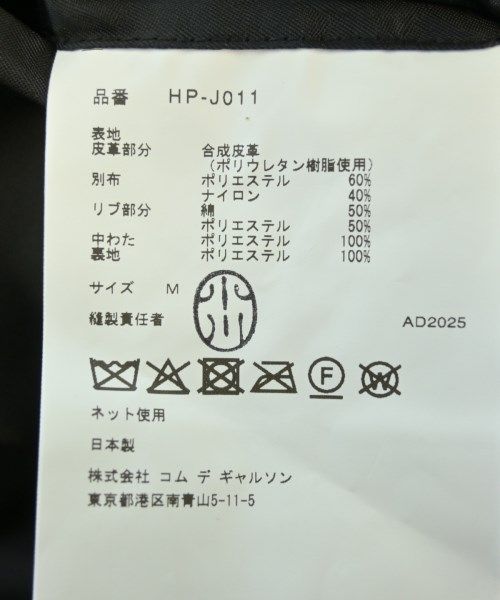 品番 HP-J011
表地
皮革部分 合成皮革
(ポリウレタン樹脂使用)
別布 ポリエステル 60%
ナイロン 40%
リブ部分 綿 50%
ポリエステル 50%
中わた ポリエステル 100%
裏地 ポリエステル 100%
サイズ M
縫製責任者 AD2025
F W
ネット使用
日本製
株式会社 コム デ ギャルソン
東京都港区南青山5-11-5